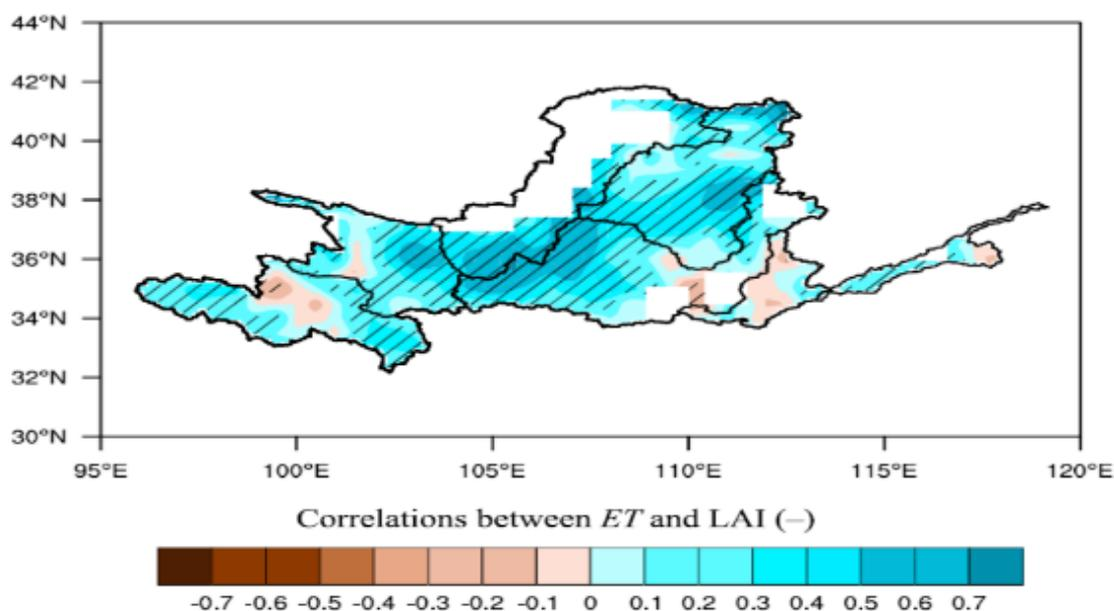 44°N
42°N
40°N
38°N
36°N
34°N
32°N
30°N
95°E 100°E 105°E 110°E 115°E 120°E
Correlations between ET and LAI (–)
-0.7 -0.6 -0.5 -0.4 -0.3 -0.2 -0.1 0 0.1 0.2 0.3 0.4 0.5 0.6 0.7